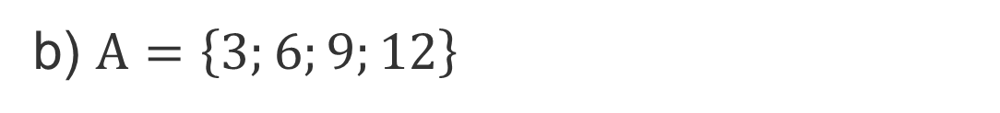 b) A = {3; 6; 9; 12}